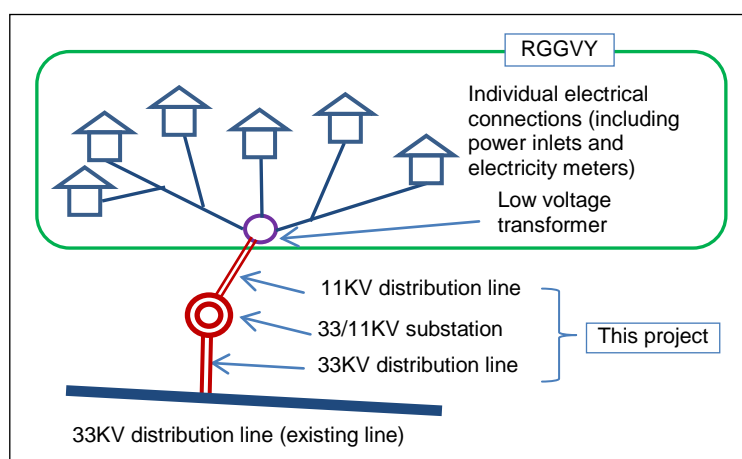 RGGVY
Individual electrical
connections (including
power inlets and
electricity meters)
Low voltage
transformer
11KV distribution line
33/11KV substation
This project
33KV distribution line
33KV distribution line (existing line)